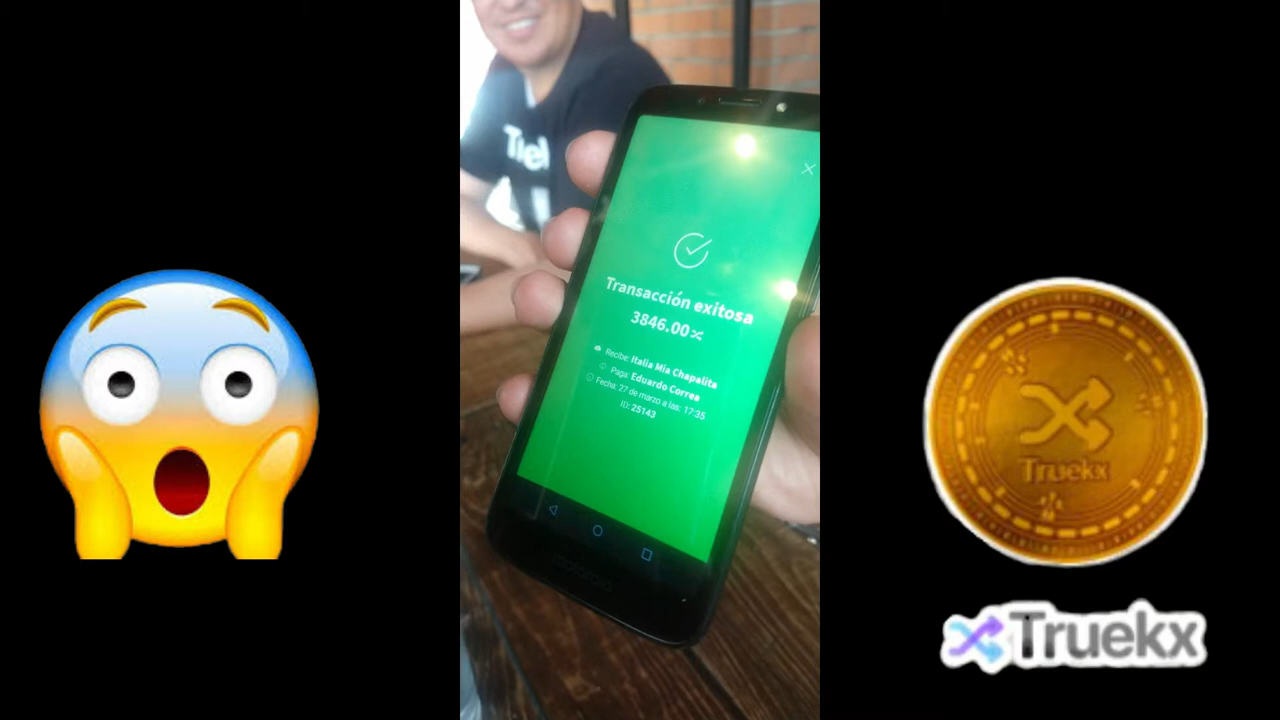 Transacción exitosa
3846.00
Recibe: Italia Mia Chapalita
Paga: Eduardo Correa
Fecha: 27 de marzo a las: 17:35
ID: 25143
motorola
Truekx
Truekx